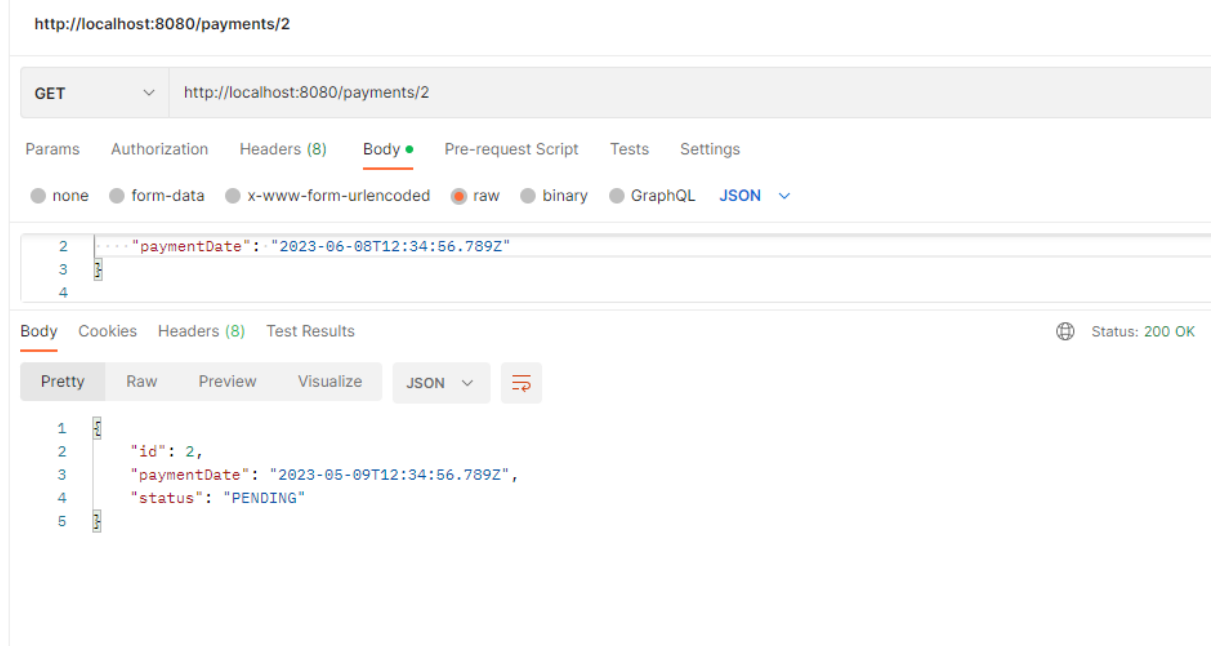 http://localhost:8080/payments/2
GET http://localhost:8080/payments/2
Params Authorization Headers (8) Body Pre-request Script Tests Settings
none form-data x-www-form-urlencoded raw binary GraphQL JSON
2 ····"paymentDate":·"2023-06-08T12:34:56.789Z"
3 }
4
Body Cookies Headers (8) Test Results Status: 200 OK
Pretty Raw Preview Visualize JSON
1 {
2 "id": 2,
3 "paymentDate": "2023-05-09T12:34:56.789Z",
4 "status": "PENDING"
5 }